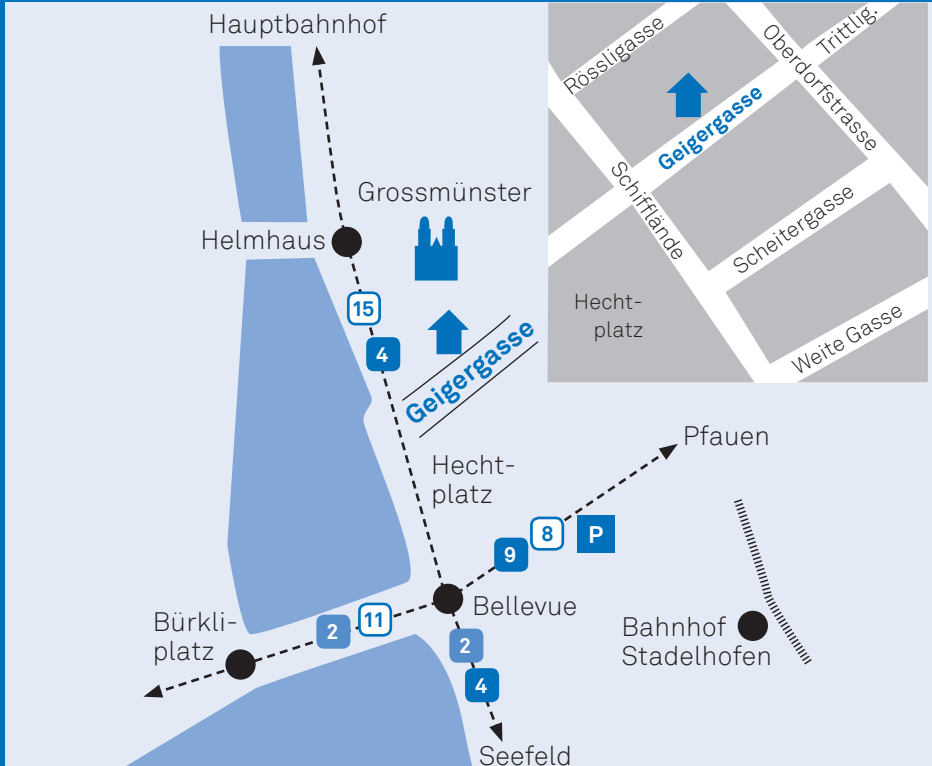 Hauptbahnhof
Grossmünster
Helmhaus
15
4
Geigergasse
Hecht-
platz
Pfauen
8
P
9
Bellevue
11
2
Bürkli-
platz
2
4
Seefeld
Bahnhof
Stadelhofen
Rössligasse
Oberdorfstrasse
Trittlig.
Geigergasse
Schifflände
Scheitergasse
Hecht-
platz
Weite Gasse